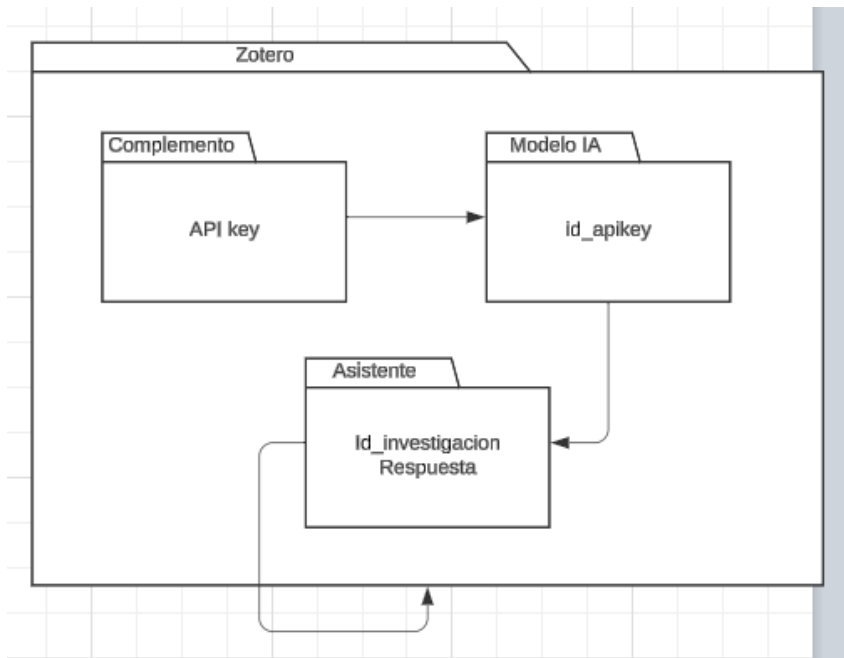 Zotero
Complemento
Modelo IA
API key
id_apikey
Asistente
Id_investigacion
Respuesta